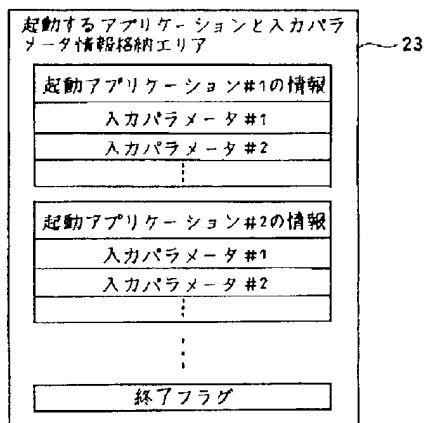 起動するアプリケーションと入力パラ
メータ情報格納エリア
23
起動アプリケーション#1の情報
入力パラメータ#1
入力パラメータ#2
起動アプリケーション#2の情報
入力パラメータ#1
入力パラメータ#2
終了フラグ